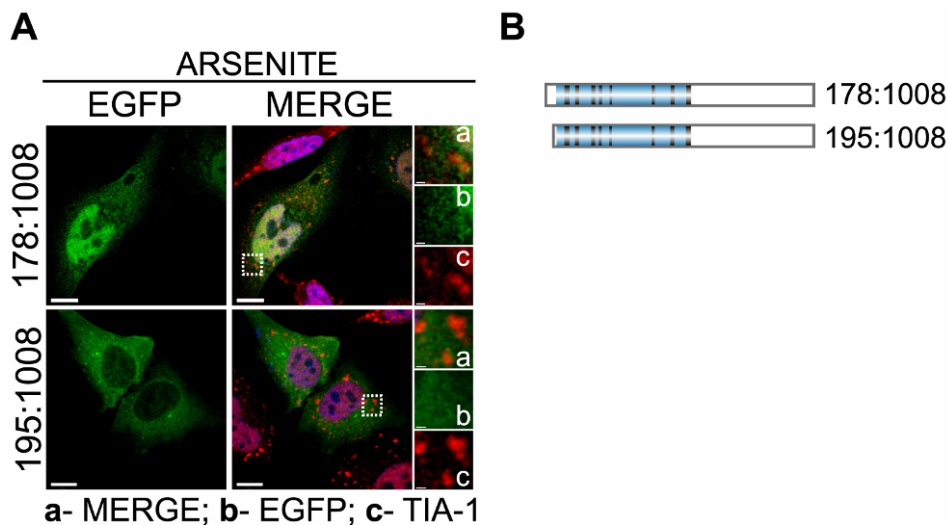 A
B
ARSENITE
EGFP MERGE
178:1008
a
b
c
195:1008
a
b
c
a- MERGE; b- EGFP; c- TIA-1
178:1008
195:1008